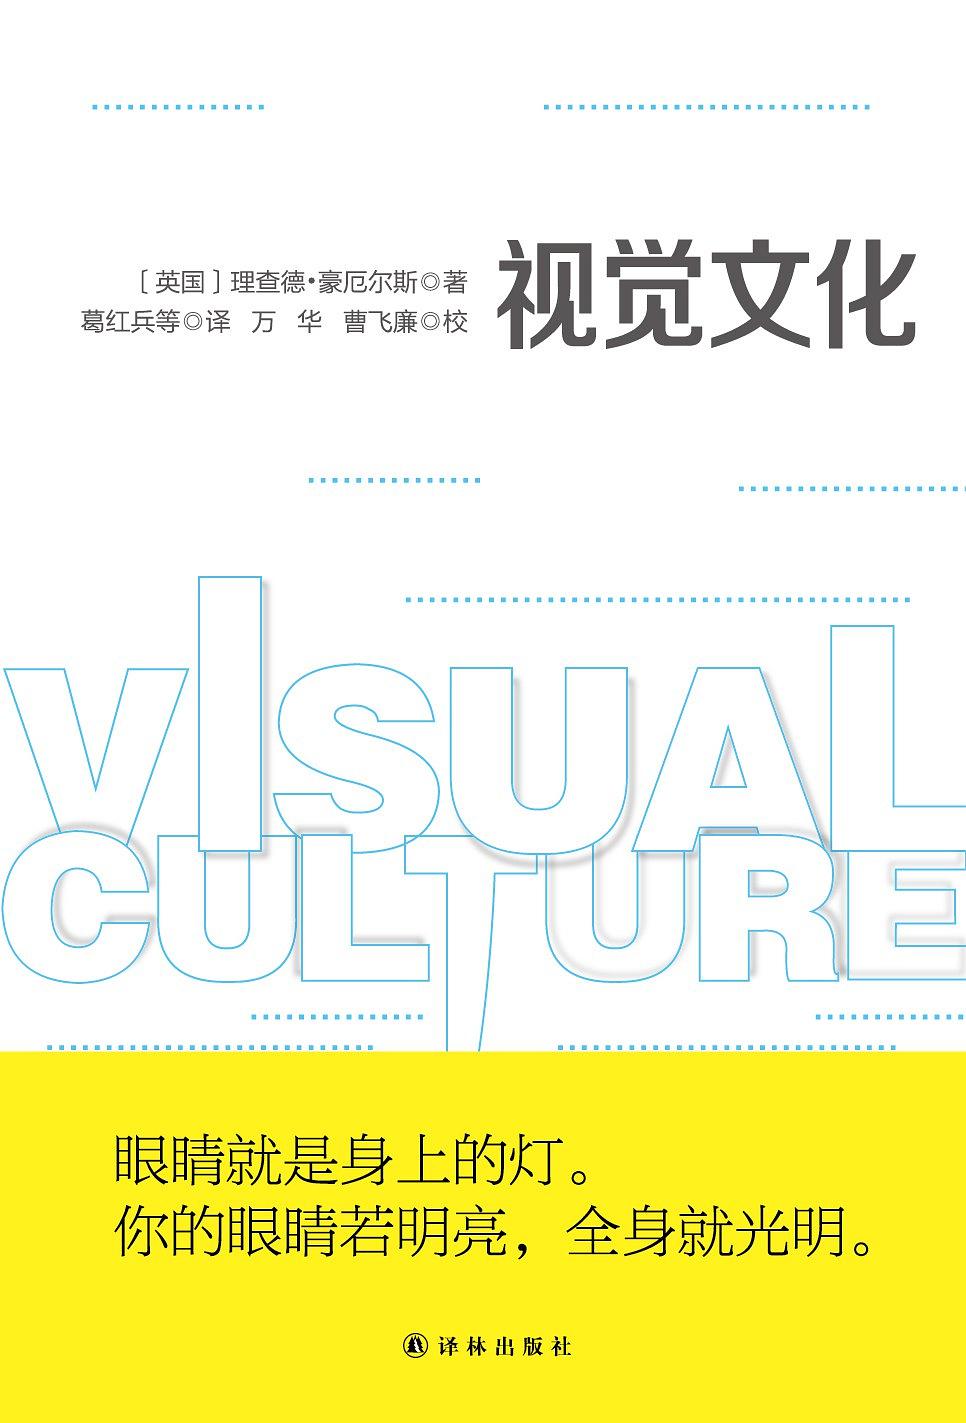 视觉文化
[英国]理查德·豪厄尔斯◎著
葛红兵等◎译 万 华 曹飞廉◎校
VISUAL
CULTURE
眼睛就是身上的灯。
你的眼睛若明亮，全身就光明。
译林出版社